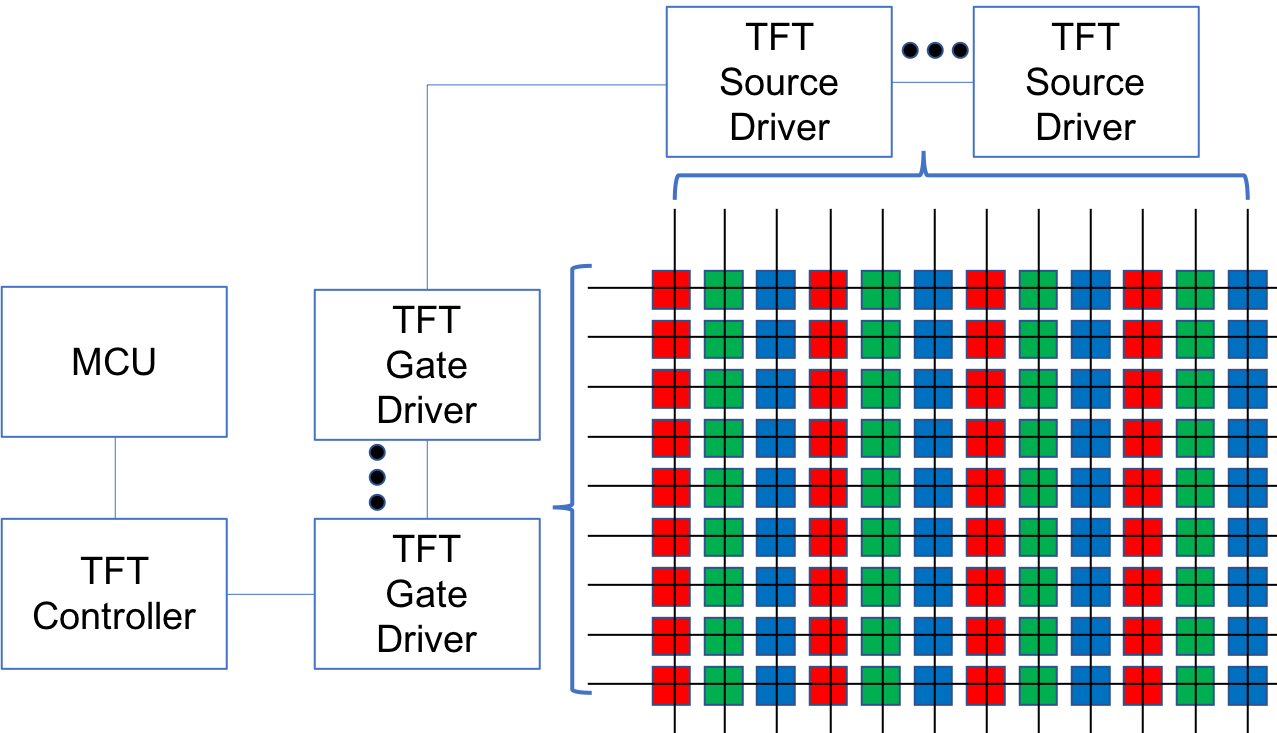 TFT
Source
Driver
TFT
Source
Driver
MCU
TFT
Gate
Driver
TFT
Controller
TFT
Gate
Driver